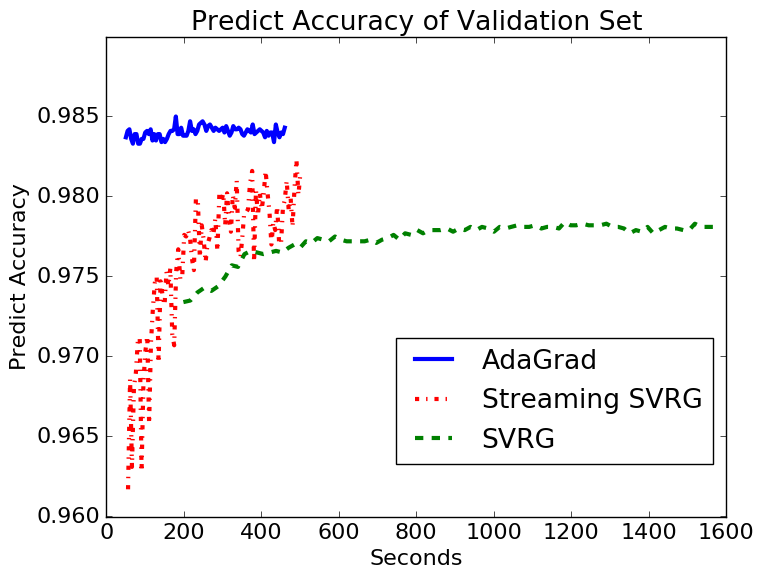 Predict Accuracy of Validation Set
Predict Accuracy
0.985
0.980
0.975
0.970
0.965
0.960
AdaGrad
Streaming SVRG
SVRG
0 200 400 600 800 1000 1200 1400 1600
Seconds